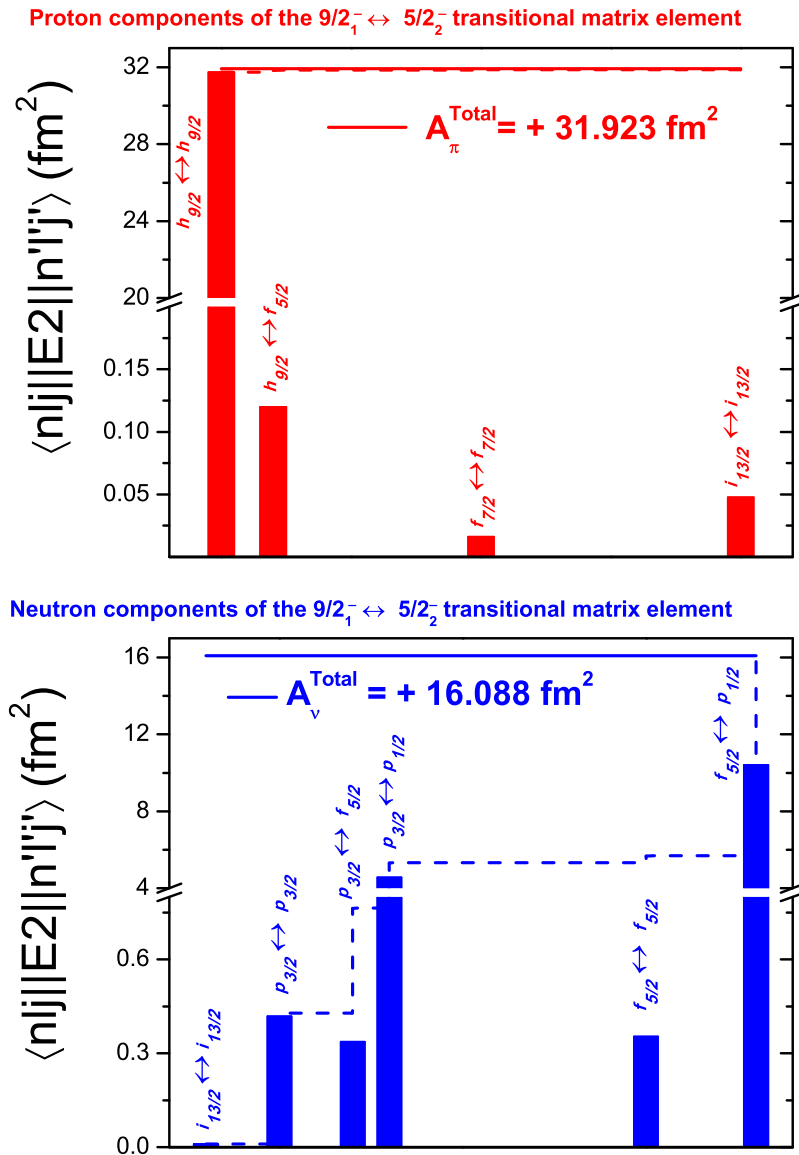 Proton components of the 9/2₁⁻ ↔ 5/2₂⁻ transitional matrix element
⟨nlj||E2||n'l'j'⟩ (fm²)
32
28
24
20
0.15
0.10
0.05
A_π^Total = + 31.923 fm²
h9/2 ↔ h9/2
h9/2 ↔ f5/2
f7/2 ↔ f7/2
i13/2 ↔ i13/2
Neutron components of the 9/2₁⁻ ↔ 5/2₂⁻ transitional matrix element
⟨nlj||E2||n'l'j'⟩ (fm²)
16
12
8
4
0.6
0.3
0.0
A_ν^Total = + 16.088 fm²
i13/2 ↔ i13/2
p3/2 ↔ p3/2
p3/2 ↔ f5/2
p3/2 ↔ p1/2
f5/2 ↔ f5/2
f5/2 ↔ p1/2